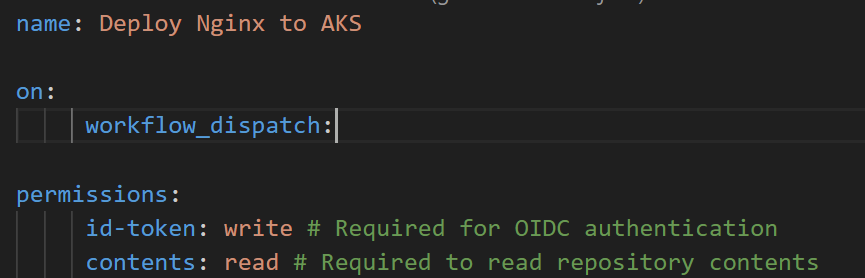 name: Deploy Nginx to AKS
on:
workflow_dispatch:
permissions:
id-token: write # Required for OIDC authentication
contents: read # Required to read repository contents